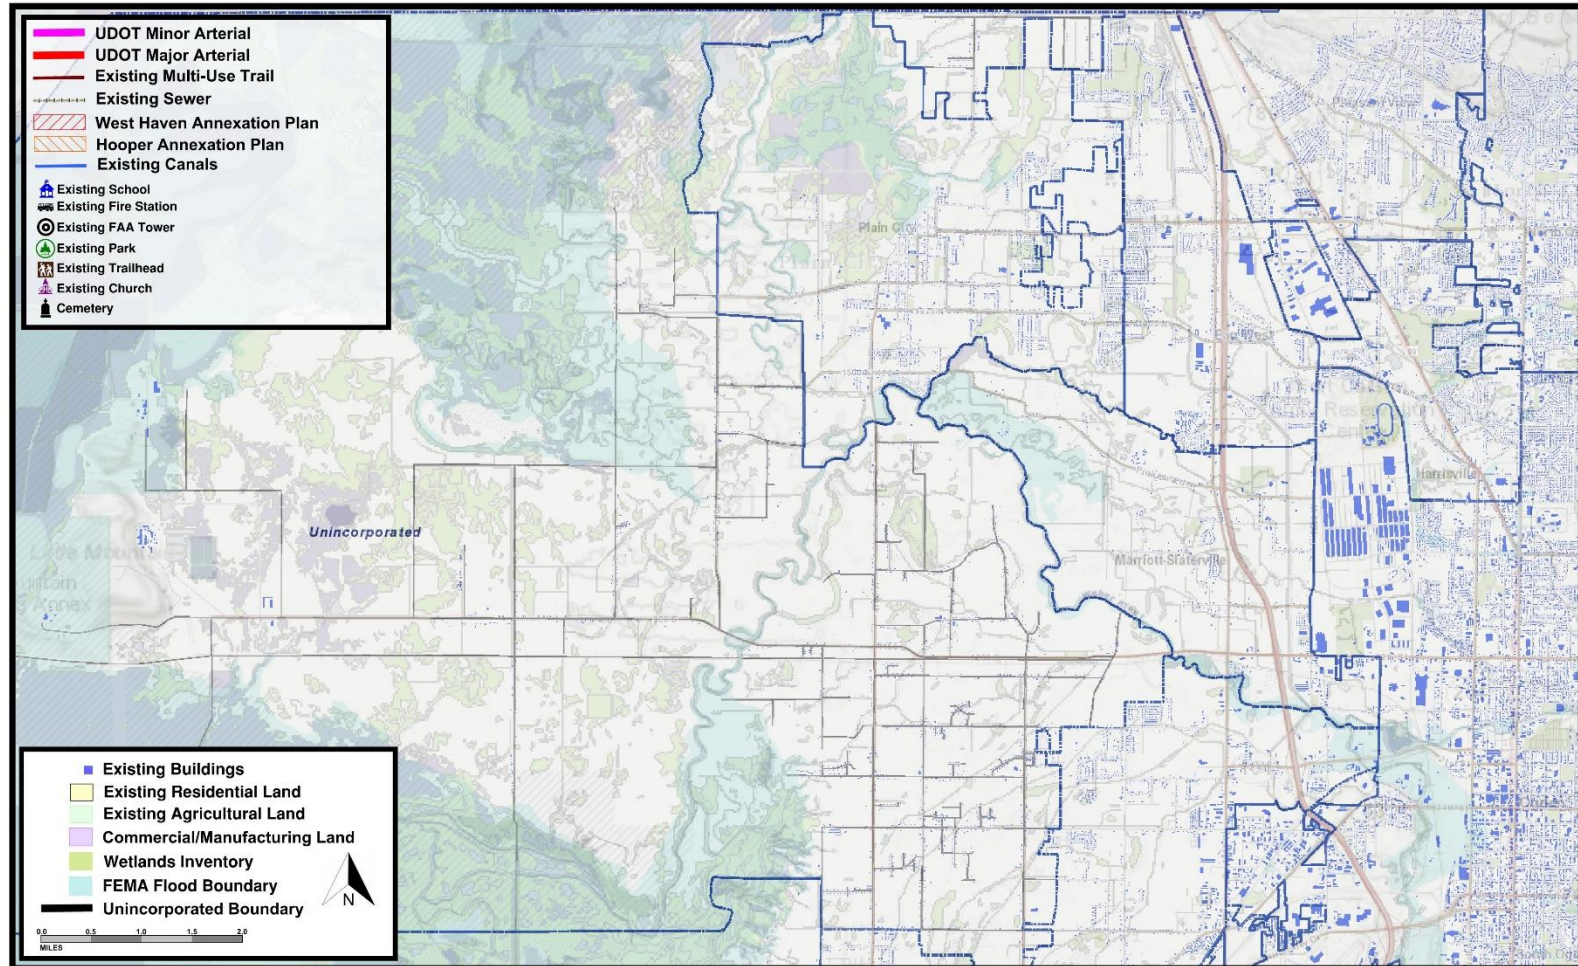 UDOT Minor Arterial
UDOT Major Arterial
Existing Multi-Use Trail
Existing Sewer
West Haven Annexation Plan
Hooper Annexation Plan
Existing Canals
Existing School
Existing Fire Station
Existing FAA Tower
Existing Park
Existing Trailhead
Existing Church
Cemetery
Plain City
Harrisville
Unincorporated
Marriott-Slaterville
Existing Buildings
Existing Residential Land
Existing Agricultural Land
Commercial/Manufacturing Land
Wetlands Inventory
FEMA Flood Boundary
Unincorporated Boundary
N
0.0 0.5 1.0 1.5 2.0
MILES